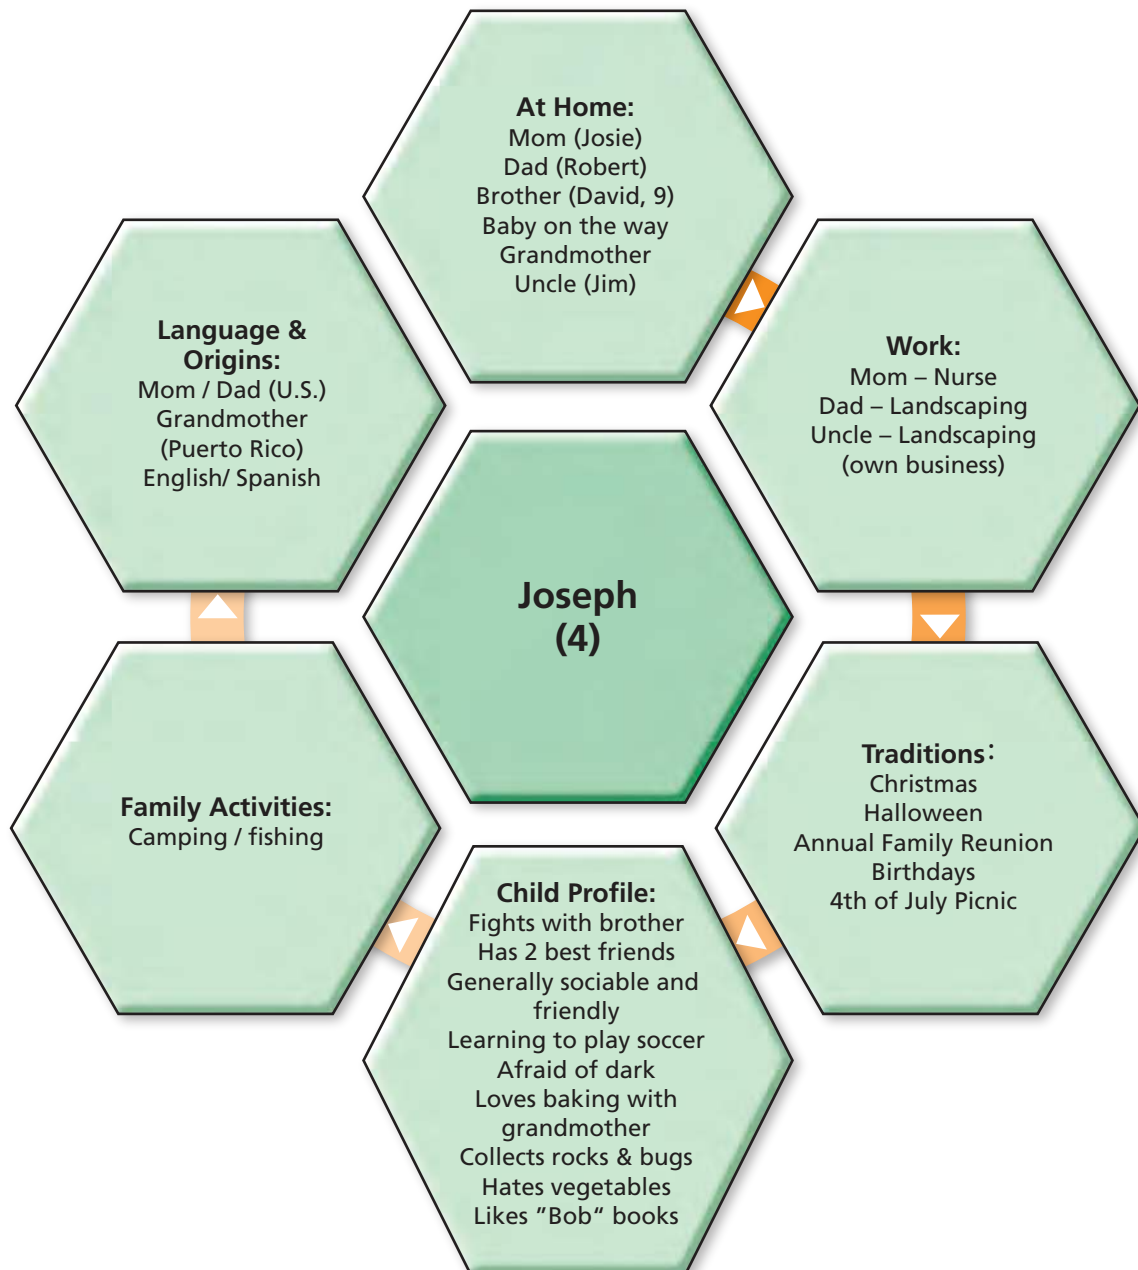 At Home:
Mom (Josie)
Dad (Robert)
Brother (David, 9)
Baby on the way
Grandmother
Uncle (Jim)
Work:
Mom – Nurse
Dad – Landscaping
Uncle – Landscaping
(own business)
Traditions:
Christmas
Halloween
Annual Family Reunion
Birthdays
4th of July Picnic
Child Profile:
Fights with brother
Has 2 best friends
Generally sociable and
friendly
Learning to play soccer
Afraid of dark
Loves baking with
grandmother
Collects rocks & bugs
Hates vegetables
Likes "Bob" books
Family Activities:
Camping / fishing
Language &
Origins:
Mom / Dad (U.S.)
Grandmother
(Puerto Rico)
English/ Spanish
Joseph
(4)